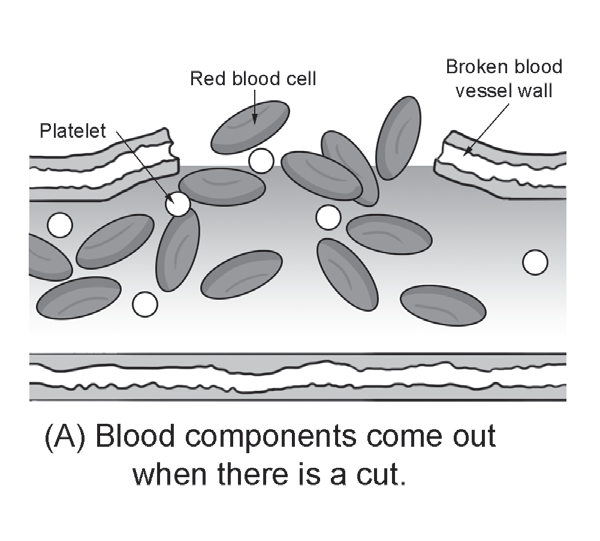 Broken blood
vessel wall
Red blood cell
Platelet
(A) Blood components come out
when there is a cut.